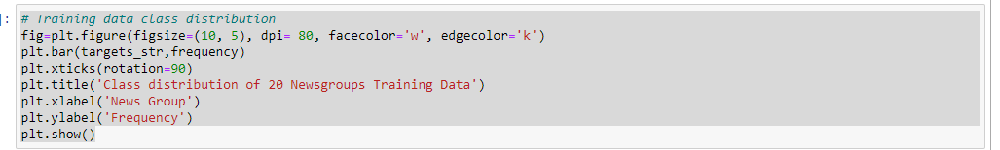 ]: # Training data class distribution
fig=plt.figure(figsize=(10, 5), dpi= 80, facecolor='w', edgecolor='k')
plt.bar(targets_str,frequency)
plt.xticks(rotation=90)
plt.title('Class distribution of 20 Newsgroups Training Data')
plt.xlabel('News Group')
plt.ylabel('Frequency')
plt.show()